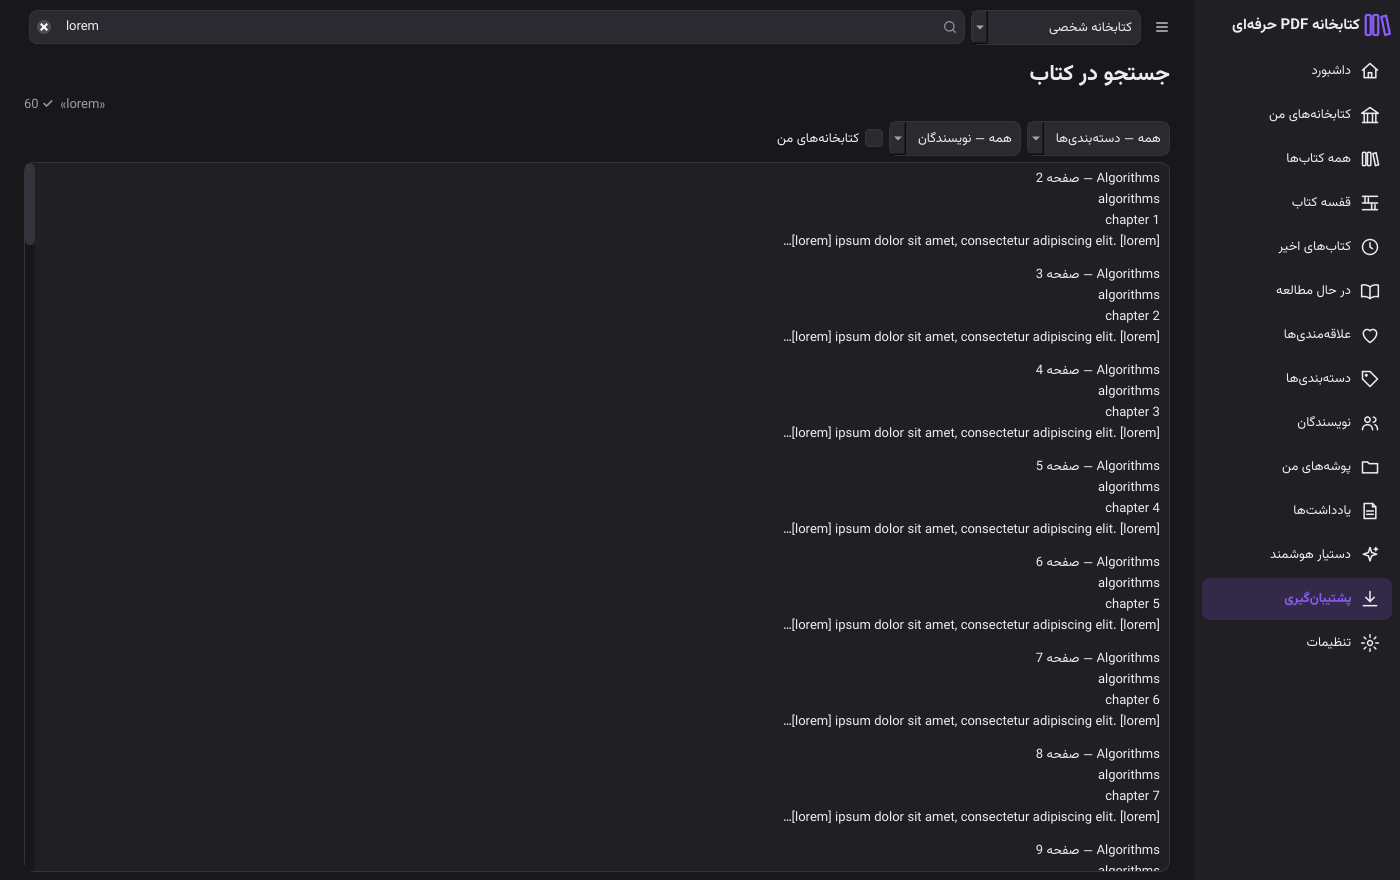 کتابخانه PDF حرفه‌ای
داشبورد
کتابخانه‌های من
همه کتاب‌ها
قفسه کتاب
کتاب‌های اخیر
در حال مطالعه
علاقه‌مندی‌ها
دسته‌بندی‌ها
نویسندگان
پوشه‌های من
یادداشت‌ها
دستیار هوشمند
پشتیبان‌گیری
تنظیمات
کتابخانه شخصی
lorem
جستجو در کتاب
«lorem» ✓ 60
همه — دسته‌بندی‌ها
همه — نویسندگان
کتابخانه‌های من
Algorithms — صفحه 2
algorithms
chapter 1
[lorem] ipsum dolor sit amet, consectetur adipiscing elit. [lorem]…
Algorithms — صفحه 3
algorithms
chapter 2
[lorem] ipsum dolor sit amet, consectetur adipiscing elit. [lorem]…
Algorithms — صفحه 4
algorithms
chapter 3
[lorem] ipsum dolor sit amet, consectetur adipiscing elit. [lorem]…
Algorithms — صفحه 5
algorithms
chapter 4
[lorem] ipsum dolor sit amet, consectetur adipiscing elit. [lorem]…
Algorithms — صفحه 6
algorithms
chapter 5
[lorem] ipsum dolor sit amet, consectetur adipiscing elit. [lorem]…
Algorithms — صفحه 7
algorithms
chapter 6
[lorem] ipsum dolor sit amet, consectetur adipiscing elit. [lorem]…
Algorithms — صفحه 8
algorithms
chapter 7
[lorem] ipsum dolor sit amet, consectetur adipiscing elit. [lorem]…
Algorithms — صفحه 9
algorithms